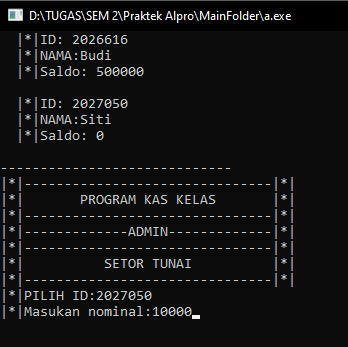 D:\TUGAS\SEM 2\Praktek Alpro\MainFolder\a.exe
|*|ID: 2026616
|*|NAMA:Budi
|*|Saldo: 500000
|*|ID: 2027050
|*|NAMA:Siti
|*|Saldo: 0
------------------------------
|*|--------------------------------|*|
|*|       PROGRAM KAS KELAS        |*|
|*|--------------------------------|*|
|*|-------------ADMIN--------------|*|
|*|--------------------------------|*|
|*|          SETOR TUNAI           |*|
|*|--------------------------------|*|
|*|PILIH ID:2027050
|*|Masukan nominal:10000